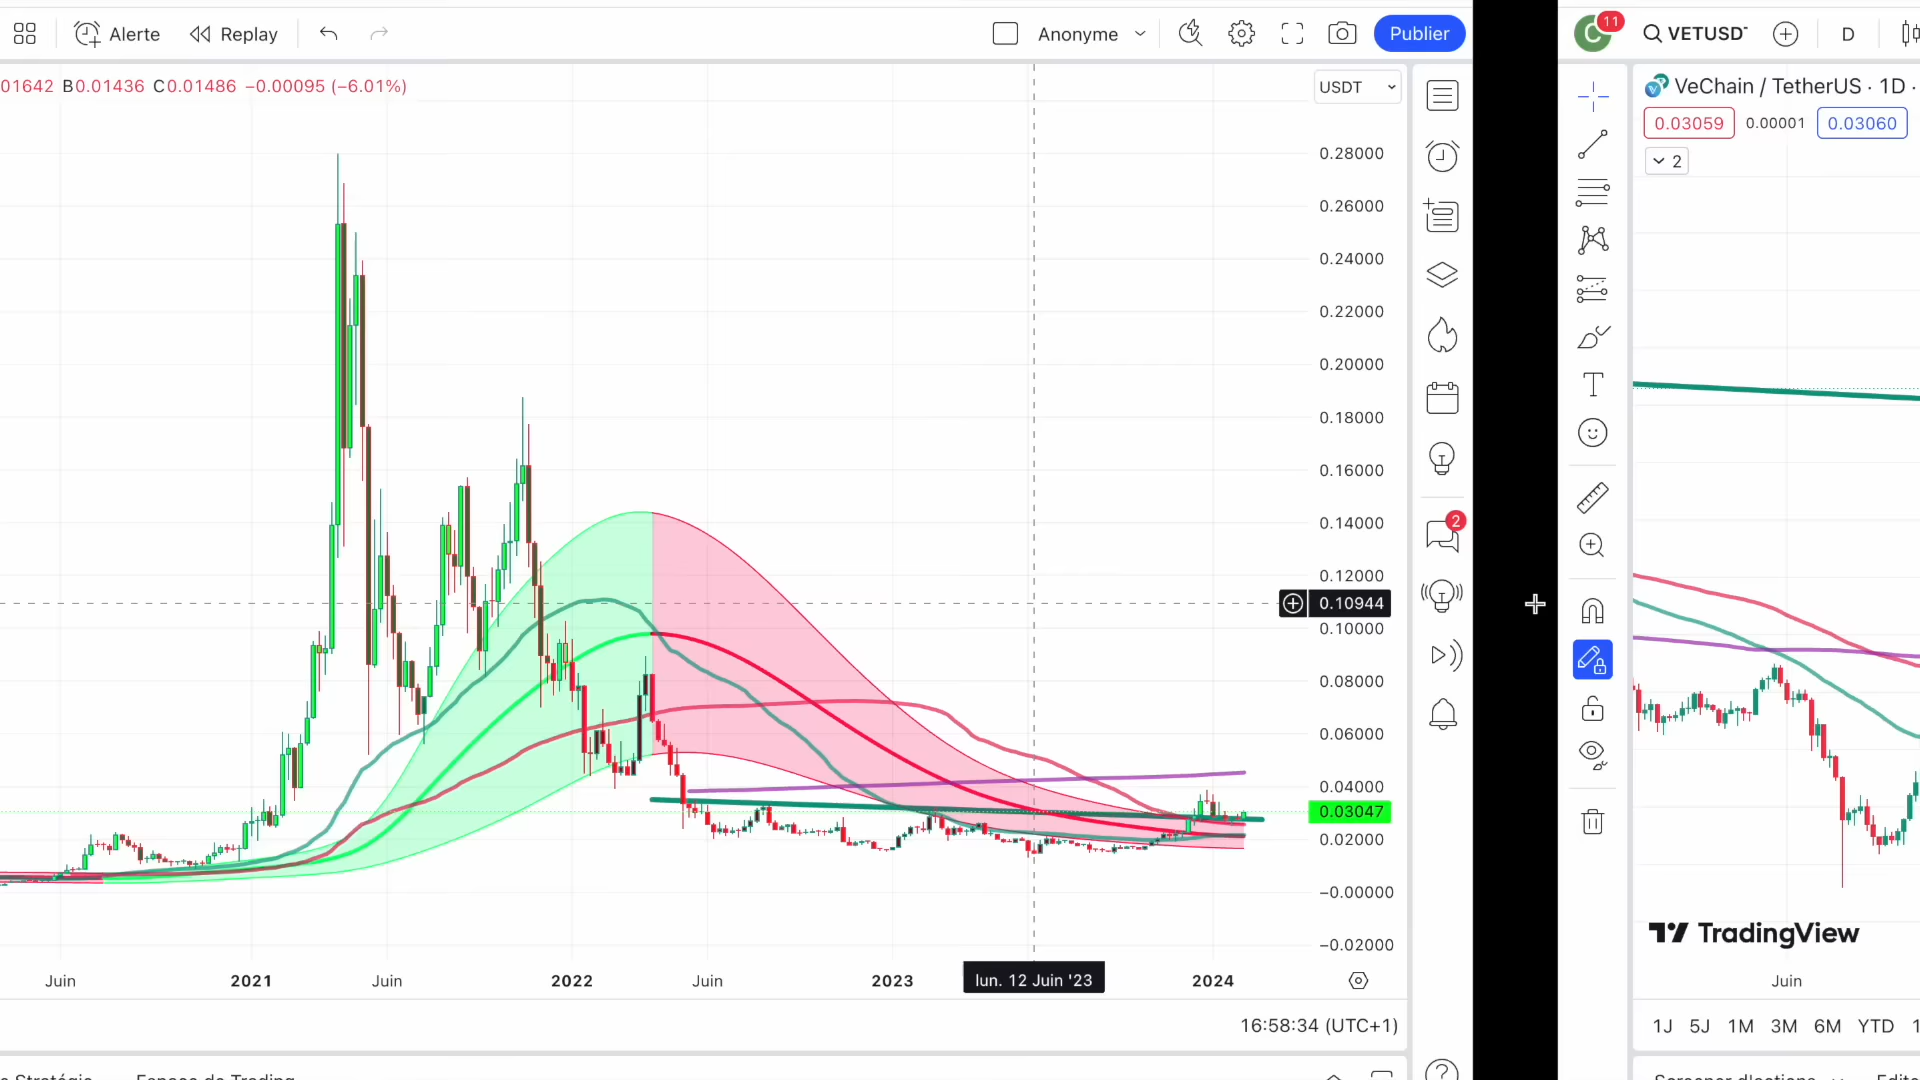 Alerte Replay Anonyme Publier
01642 B0.01436 C0.01486 −0.00095 (−6.01%)
USDT
0.28000
0.26000
0.24000
0.22000
0.20000
0.18000
0.16000
0.14000
0.12000
0.10944
0.10000
0.08000
0.06000
0.04000
0.03047
0.02000
−0.00000
−0.02000
Juin 2021 Juin 2022 Juin 2023 lun. 12 Juin '23 2024
16:58:34 (UTC+1)
2
C 11 VETUSD D
VeChain / TetherUS · 1D ·
0.03059 0.00001 0.03060
2
T
TradingView
Juin
1J 5J 1M 3M 6M YTD 1